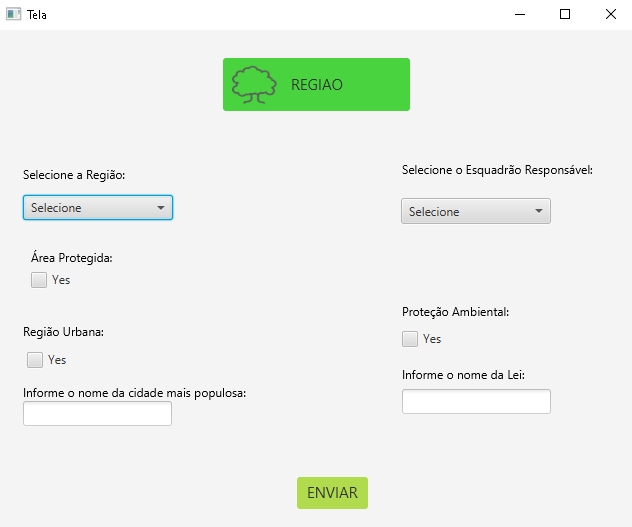 Tela
REGIAO
Selecione a Região:
Selecione
Área Protegida:
Yes
Região Urbana:
Yes
Informe o nome da cidade mais populosa:
Selecione o Esquadrão Responsável:
Selecione
Proteção Ambiental:
Yes
Informe o nome da Lei:
ENVIAR